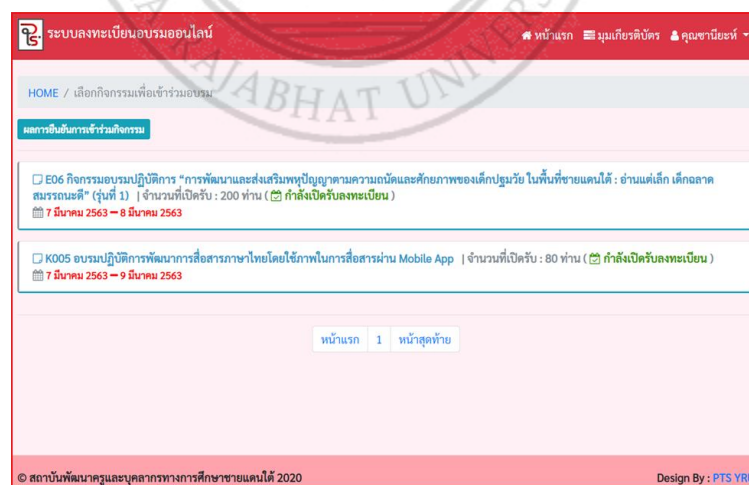 ระบบลงทะเบียนอบรมออนไลน์
หน้าแรก มุมเกียรติบัตร คุณซานียะห์
RAJABHAT UNIV
HOME / เลือกกิจกรรมเพื่อเข้าร่วมอบรม
ผลการยืนยันการเข้าร่วมกิจกรรม
E06 กิจกรรมอบรมปฏิบัติการ “การพัฒนาและส่งเสริมพหุปัญญาตามความถนัดและศักยภาพของเด็กปฐมวัย ในพื้นที่ชายแดนใต้ : อ่านแต่เล็ก เด็กฉลาด
สมรรถนะดี” (รุ่นที่ 1) | จำนวนที่เปิดรับ : 200 ท่าน ( กำลังเปิดรับลงทะเบียน )
7 มีนาคม 2563 – 8 มีนาคม 2563
K005 อบรมปฏิบัติการพัฒนาการสื่อสารภาษาไทยโดยใช้ภาพในการสื่อสารผ่าน Mobile App | จำนวนที่เปิดรับ : 80 ท่าน ( กำลังเปิดรับลงทะเบียน )
7 มีนาคม 2563 – 9 มีนาคม 2563
หน้าแรก 1 หน้าสุดท้าย
© สถาบันพัฒนาครูและบุคลากรทางการศึกษาชายแดนใต้ 2020
Design By : PTS YRU